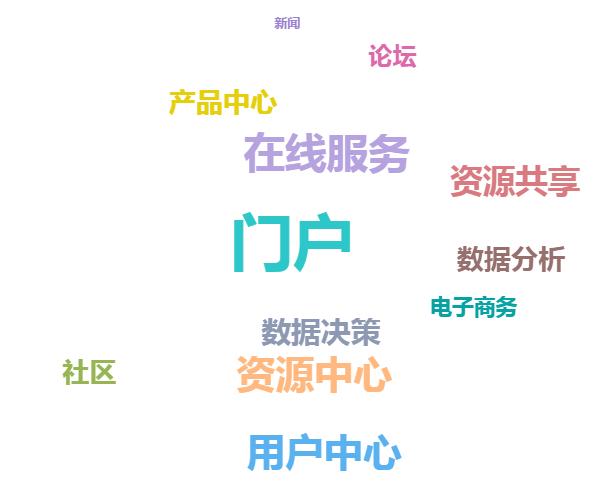 新闻
论坛
产品中心
在线服务
资源共享
门户
数据分析
电子商务
数据决策
社区
资源中心
用户中心